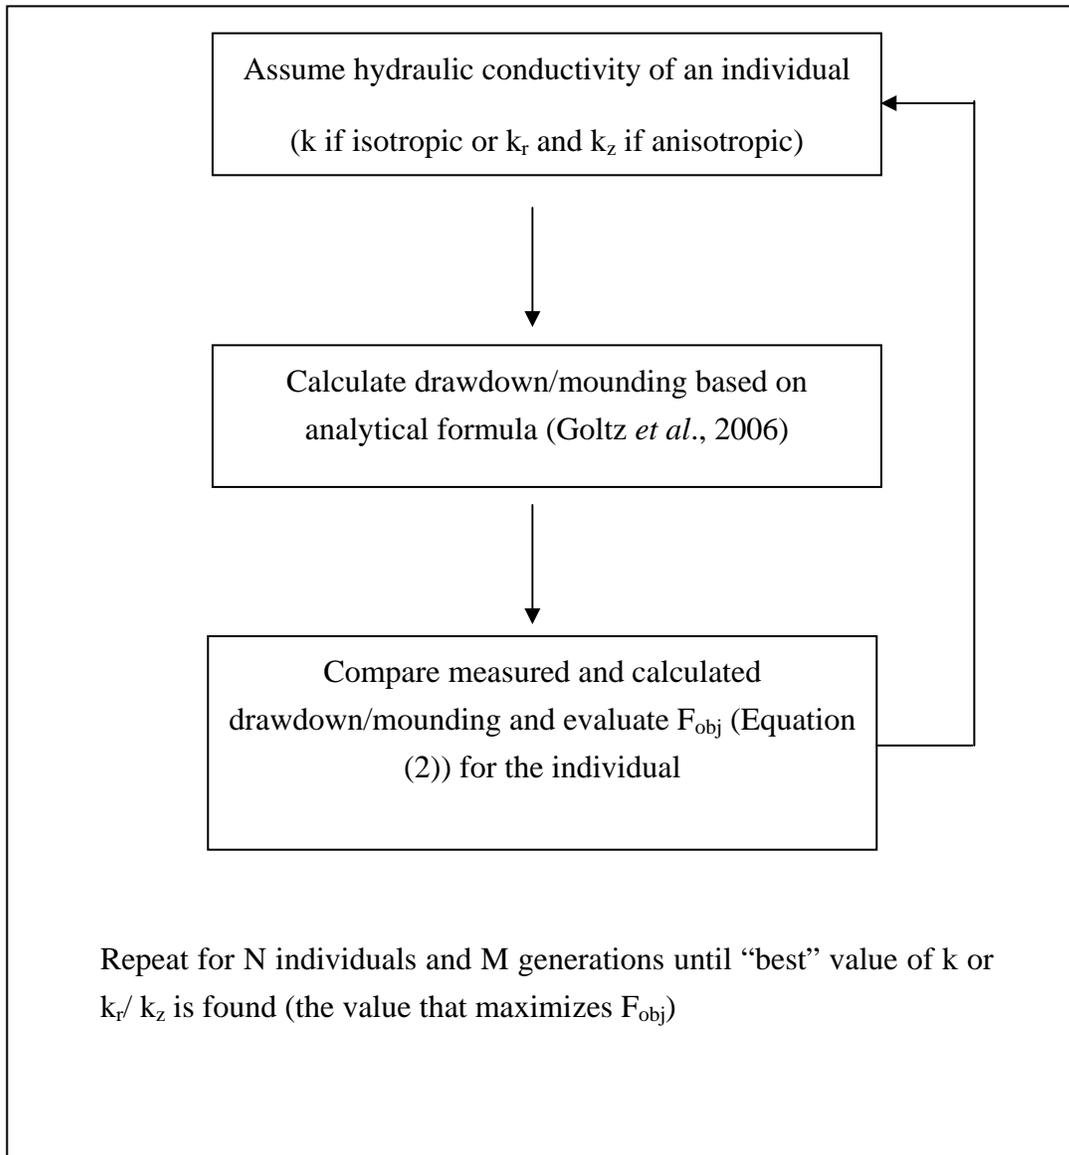 Assume hydraulic conductivity of an individual
(k if isotropic or kr and kz if anisotropic)
Calculate drawdown/mounding based on
analytical formula (Goltz et al., 2006)
Compare measured and calculated
drawdown/mounding and evaluate Fobj (Equation
(2)) for the individual
Repeat for N individuals and M generations until “best” value of k or
kr/ kz is found (the value that maximizes Fobj)